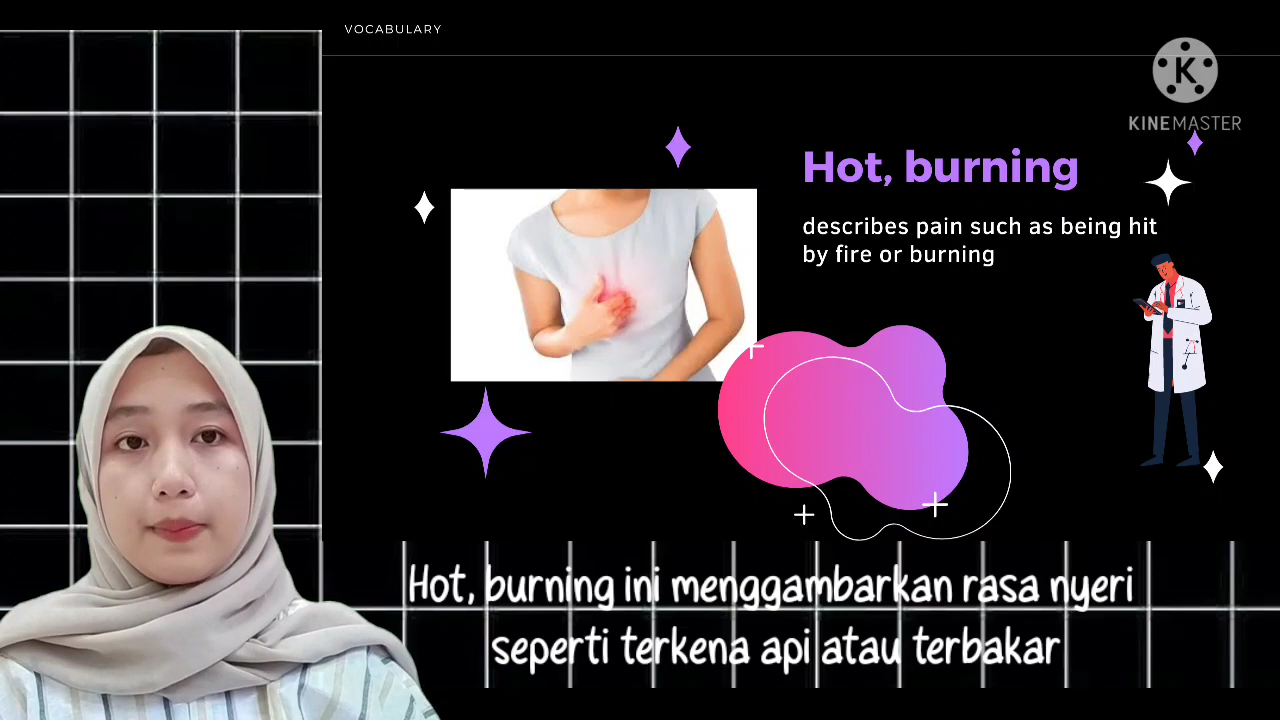 VOCABULARY
K
KINEMASTER
Hot, burning
describes pain such as being hit
by fire or burning
Hot, burning ini menggambarkan rasa nyeri
seperti terkena api atau terbakar